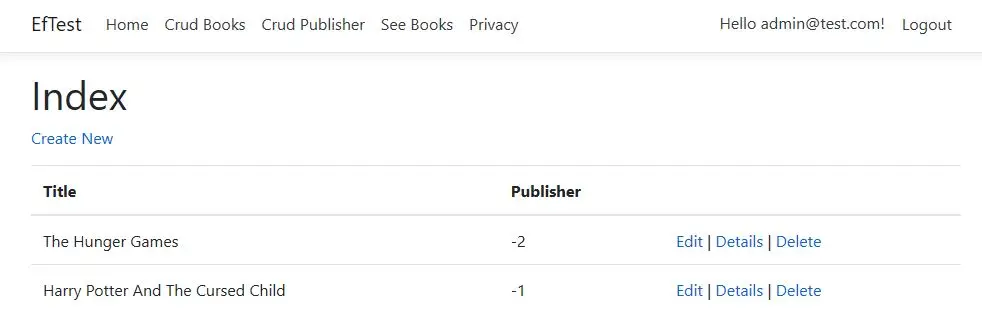 EfTest Home Crud Books Crud Publisher See Books Privacy Hello admin@test.com! Logout
Index
Create New
Title Publisher
The Hunger Games -2 Edit | Details | Delete
Harry Potter And The Cursed Child -1 Edit | Details | Delete